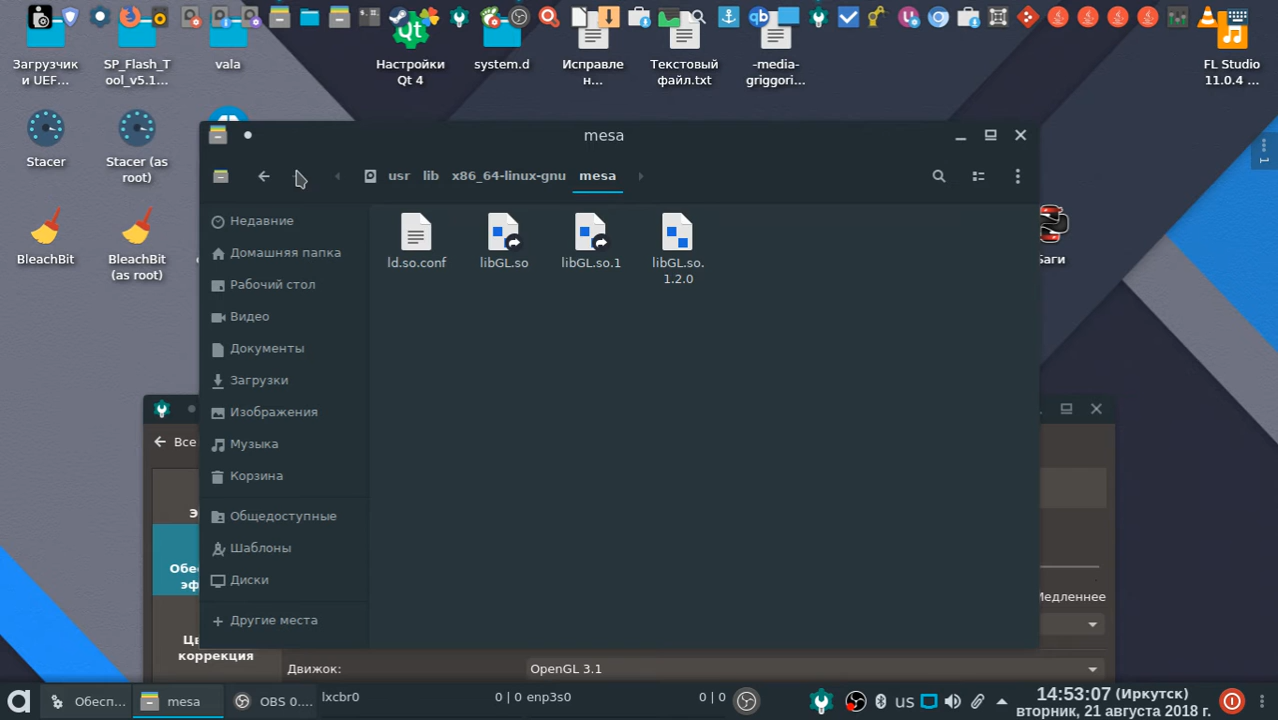 Загрузчик
и UEF...
SP_Flash_T
ool_v5.1...
vala
Настройки
Qt 4
system.d
Исправле
н...
Текстовый
файл.txt
-media-
griggori...
FL Studio
11.0.4 ...
Stacer
Stacer (as
root)
BleachBit
BleachBit
(as root)
Баги
1
mesa
usr
lib
x86_64-linux-gnu
mesa
Недавние
Домашняя папка
Рабочий стол
Видео
Документы
Загрузки
Изображения
Музыка
Корзина
Общедоступные
Шаблоны
Диски
Другие места
ld.so.conf
libGL.so
libGL.so.1
libGL.so.
1.2.0
Все
Э
Обес
эф
Цв
коррекция
Медленнее
Движок:
OpenGL 3.1
Обесп...
mesa
OBS 0....
lxcbr0
0 | 0 enp3s0
0 | 0
us
14:53:07 (Иркутск)
вторник, 21 августа 2018 г.